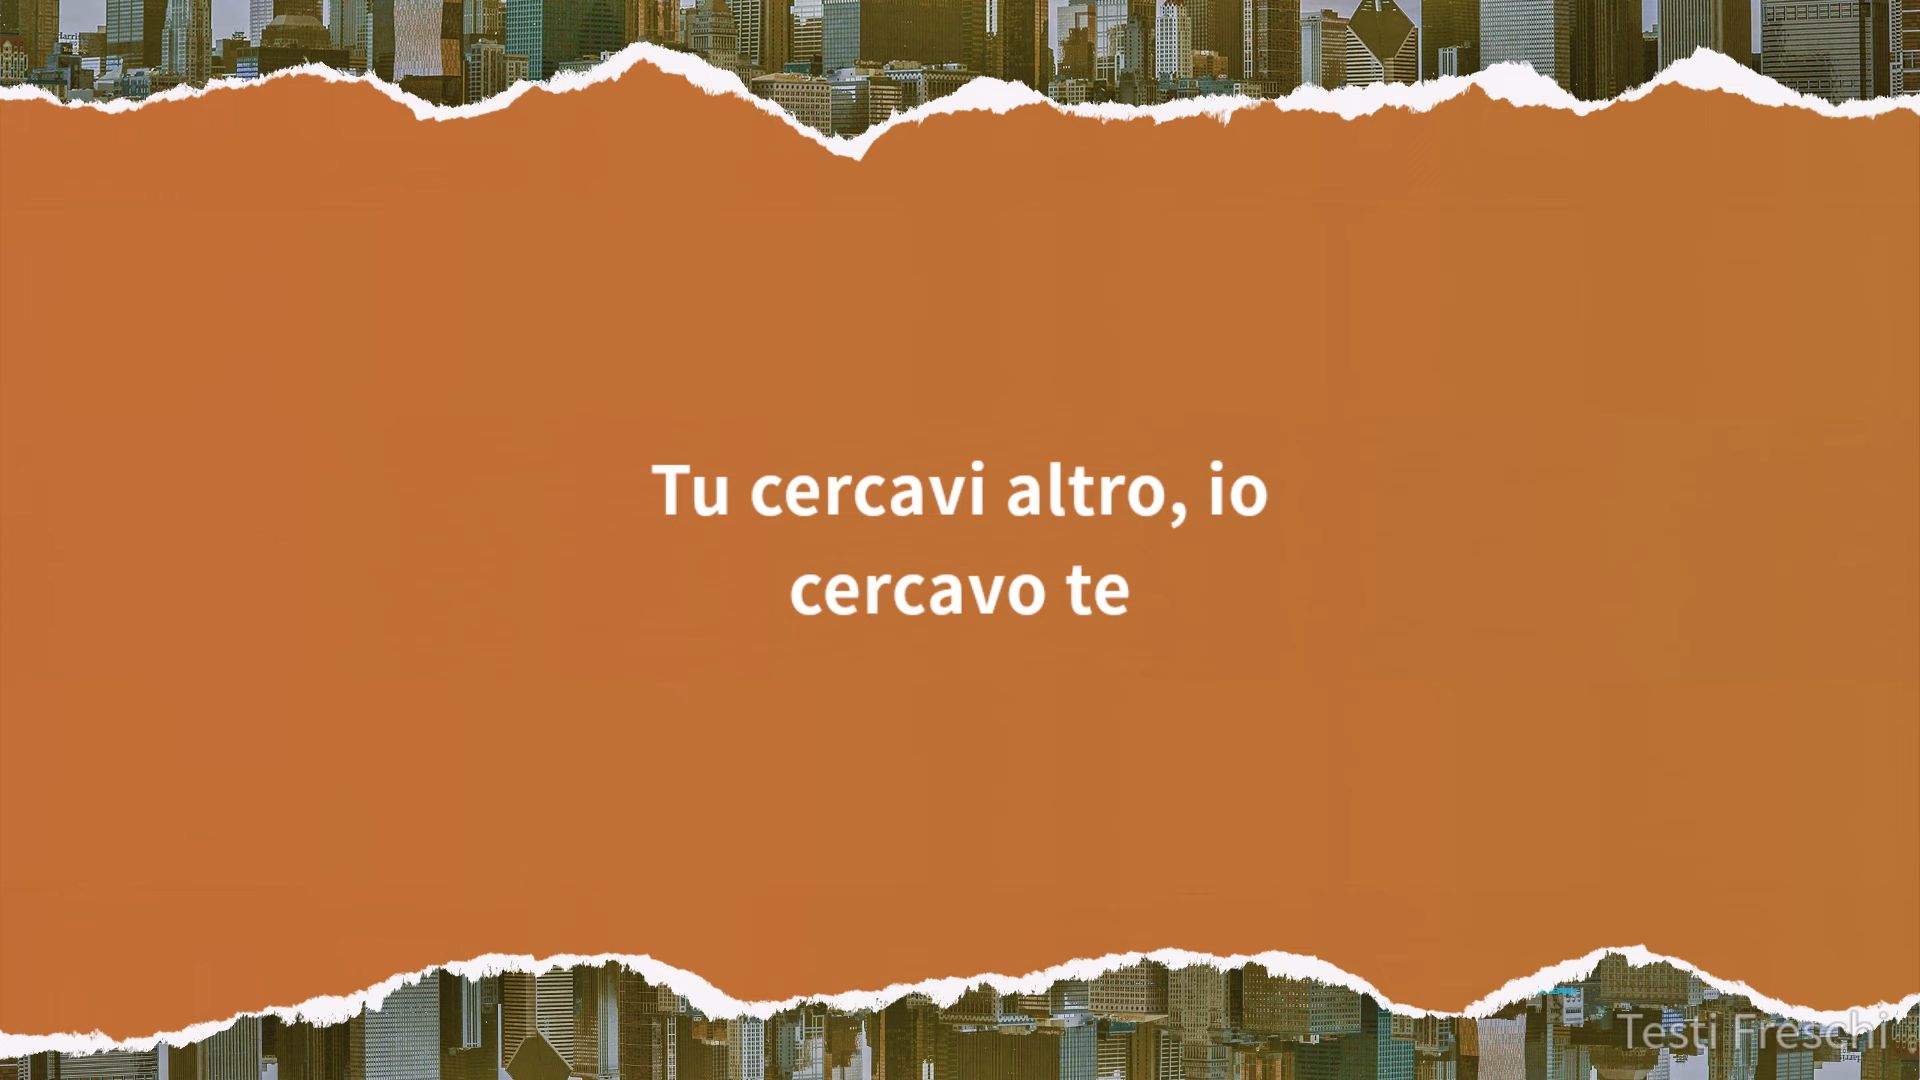 Tu cercavi altro, io
cercavo te
Testi Freschi